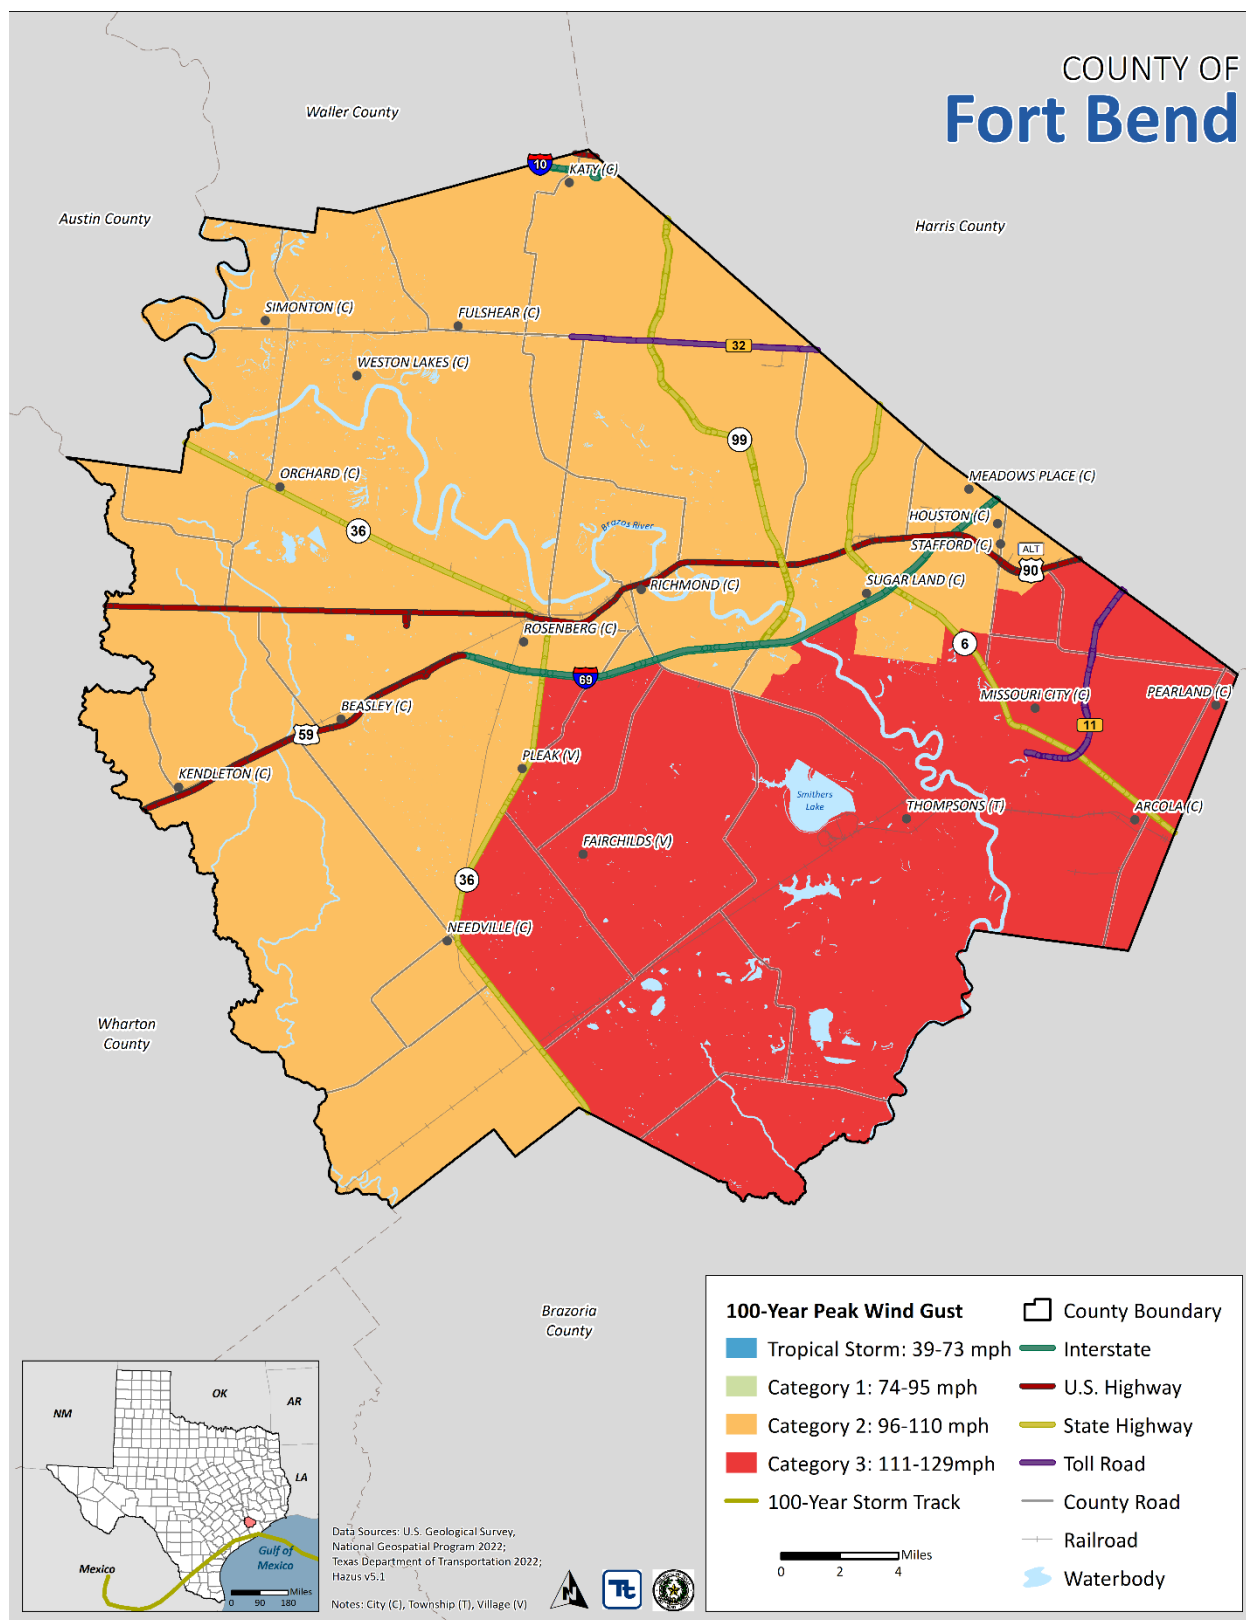 COUNTY OF
Fort Bend
Waller County
Austin County
Harris County
10
KATY (C)
SIMONTON (C)
FULSHEAR (C)
32
WESTON LAKES (C)
99
ORCHARD (C)
MEADOWS PLACE (C)
36
HOUSTON (C)
Brazos River
STAFFORD (C)
ALT
90
RICHMOND (C)
SUGAR LAND (C)
ROSENBERG (C)
6
69
MISSOURI CITY (C)
PEARLAND (C)
BEASLEY (C)
59
11
PLEAK (V)
KENDLETON (C)
Smithers
Lake
THOMPSONS (T)
ARCOLA (C)
FAIRCHILDS (V)
36
NEEDVILLE (C)
Wharton
County
Brazoria
County
100-Year Peak Wind Gust
Tropical Storm: 39-73 mph
Category 1: 74-95 mph
Category 2: 96-110 mph
Category 3: 111-129mph
100-Year Storm Track
County Boundary
Interstate
U.S. Highway
State Highway
Toll Road
County Road
Railroad
Waterbody
Miles
0 2 4
OK
AR
NM
LA
Gulf of
Mexico
Mexico
Miles
0 90 180
Data Sources: U.S. Geological Survey,
National Geospatial Program 2022;
Texas Department of Transportation 2022;
Hazus v5.1
Notes: City (C), Township (T), Village (V)
N
Tt